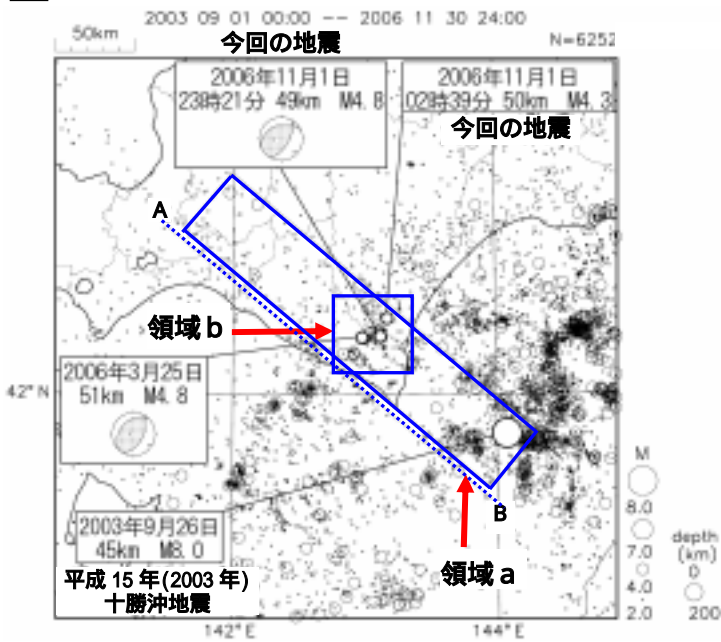 2003 09 01 00:00 -- 2006 11 30 24:00
50km
今回の地震
N=6252
2006年11月1日
23時21分 49km M4.8
2006年11月1日
02時39分 50km M4.3
今回の地震
A
領域b
2006年3月25日
51km M4.8
42°N
B
2003年9月26日
45km M8.0
平成15年(2003年)
十勝沖地震
領域a
M
8.0
7.0
4.0
2.0
depth
(km)
0
200
142°E
144°E